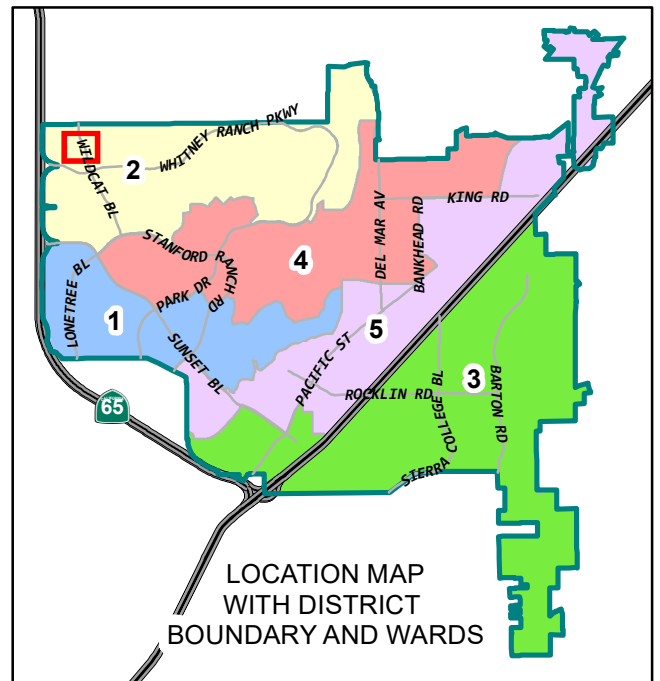 WHITNEY RANCH PKWY
WILDCAT BL
2
KING RD
DEL MAR AV
BANKHEAD RD
STANFORD RANCH RD
4
LONETREE BL
PARK DR
1
5
SUNSET BL
PACIFIC ST
ROCKLIN RD
3
SIERRA COLLEGE BL
BARTON RD
65
LOCATION MAP
WITH DISTRICT
BOUNDARY AND WARDS